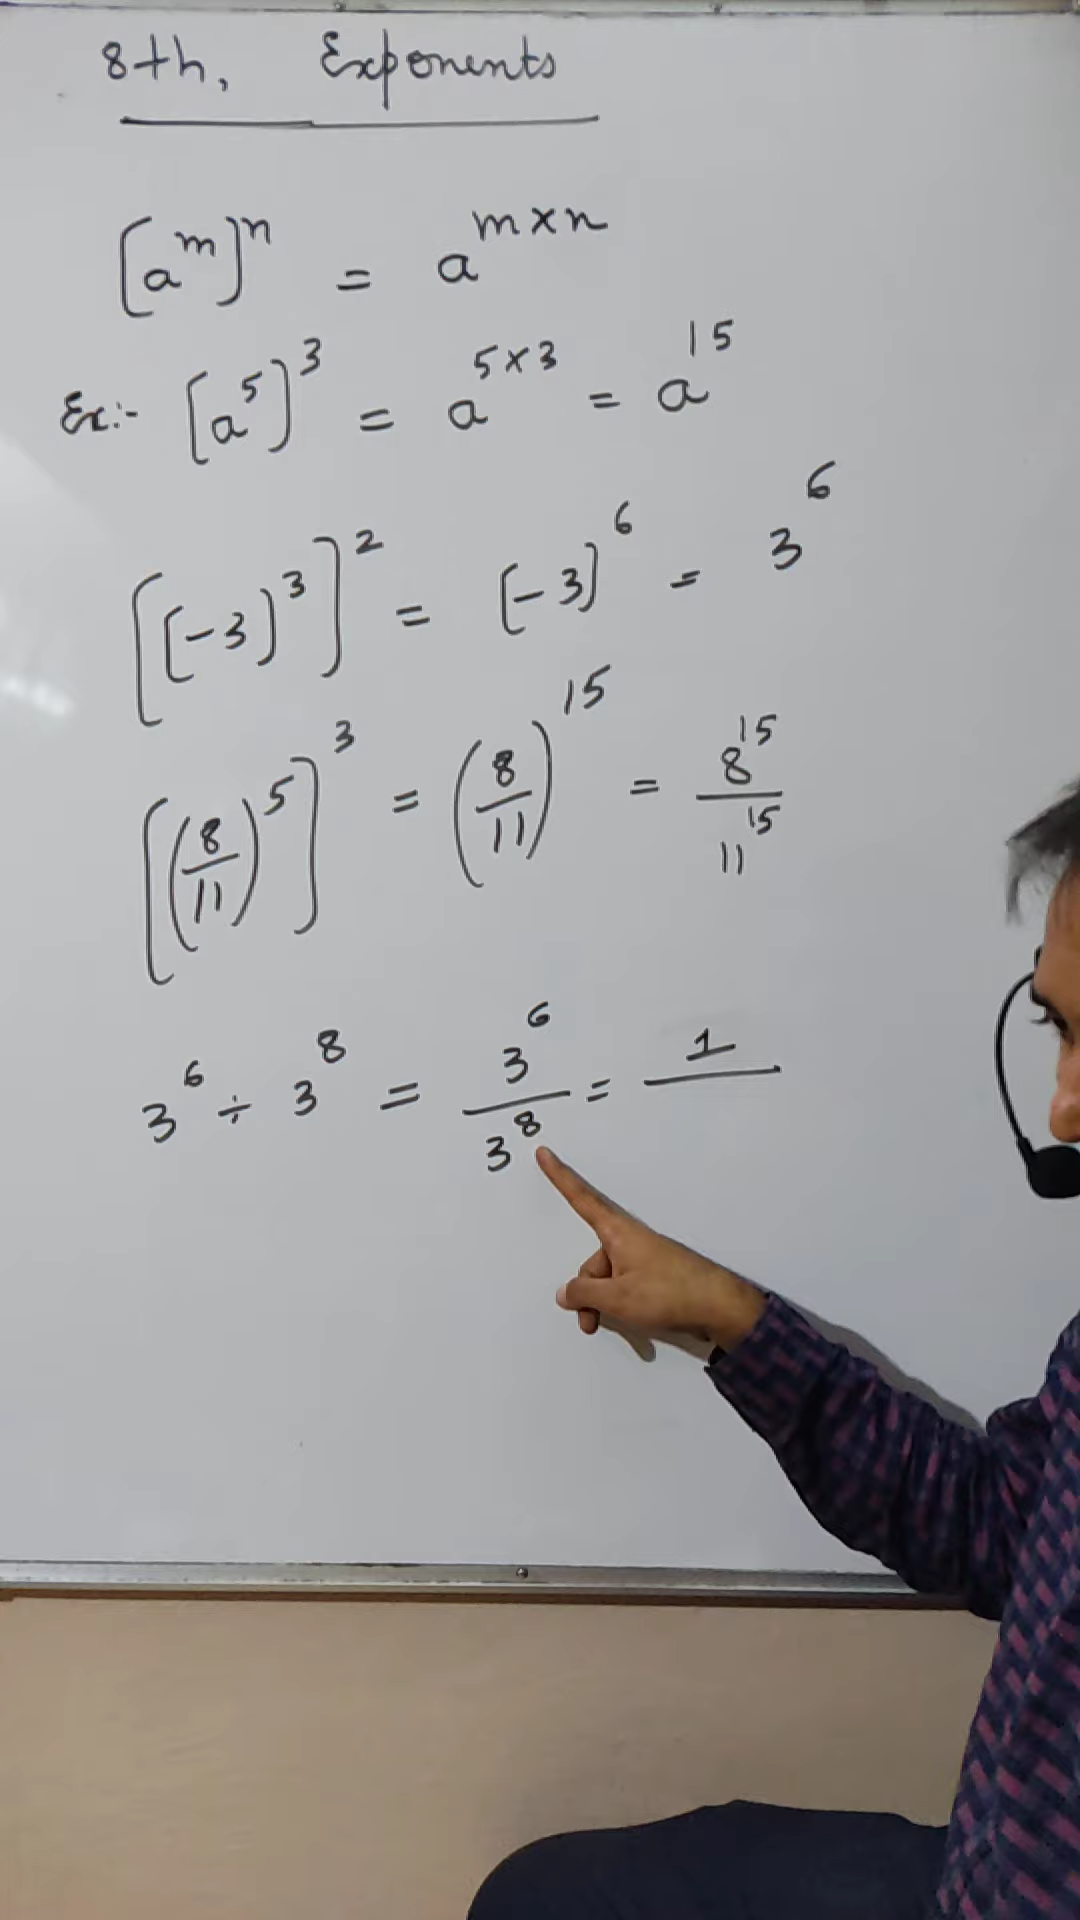 8th, Exponents
[a^m]^n = a^{m×n}
Ex:- [a^5]^3 = a^{5×3} = a^{15}
[[-3)^3]^2 = [-3]^6 = 3^6
[(8/11)^5]^3 = (8/11)^{15} = 8^{15}/11^{15}
3^6 ÷ 3^8 = 3^6/3^8 = 1/